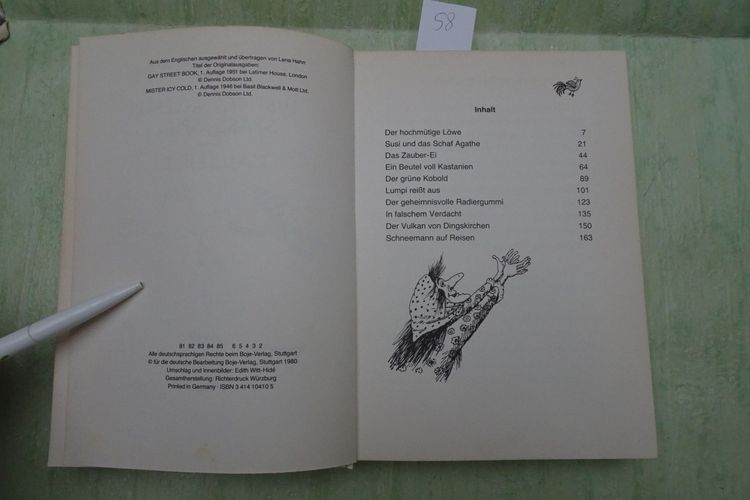 58
Aus dem Englischen ausgewählt und übertragen von Lena Hahn
Titel der Originalausgaben:
GAY STREET BOOK, 1. Auflage 1951 bei Latimer House, London
© Dennis Dobson Ltd.
MISTER ICY COLD, 1. Auflage 1946 bei Basil Blackwell & Mott Ltd.
© Dennis Dobson Ltd.
81 82 83 84 85 6 5 4 3 2
Alle deutschsprachigen Rechte beim Boje-Verlag, Stuttgart
© für die deutsche Bearbeitung Boje-Verlag, Stuttgart 1980
Umschlag und Innenbilder: Edith Witt-Hidé
Gesamtherstellung: Richterdruck Würzburg
Printed in Germany · ISBN 3 414 10410 5
Inhalt
Der hochmütige Löwe 7
Susi und das Schaf Agathe 21
Das Zauber-Ei 44
Ein Beutel voll Kastanien 64
Der grüne Kobold 89
Lumpi reißt aus 101
Der geheimnisvolle Radiergummi 123
In falschem Verdacht 135
Der Vulkan von Dingskirchen 150
Schneemann auf Reisen 163